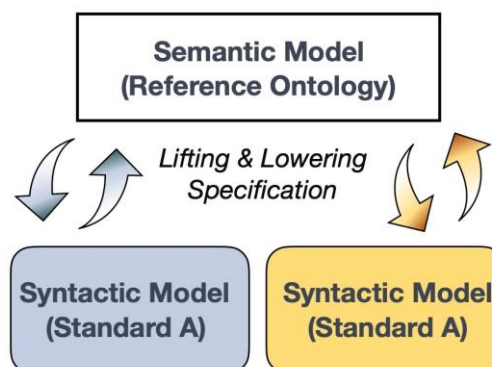 Semantic Model
(Reference Ontology)
Lifting & Lowering
Specification
Syntactic Model
(Standard A)
Syntactic Model
(Standard A)